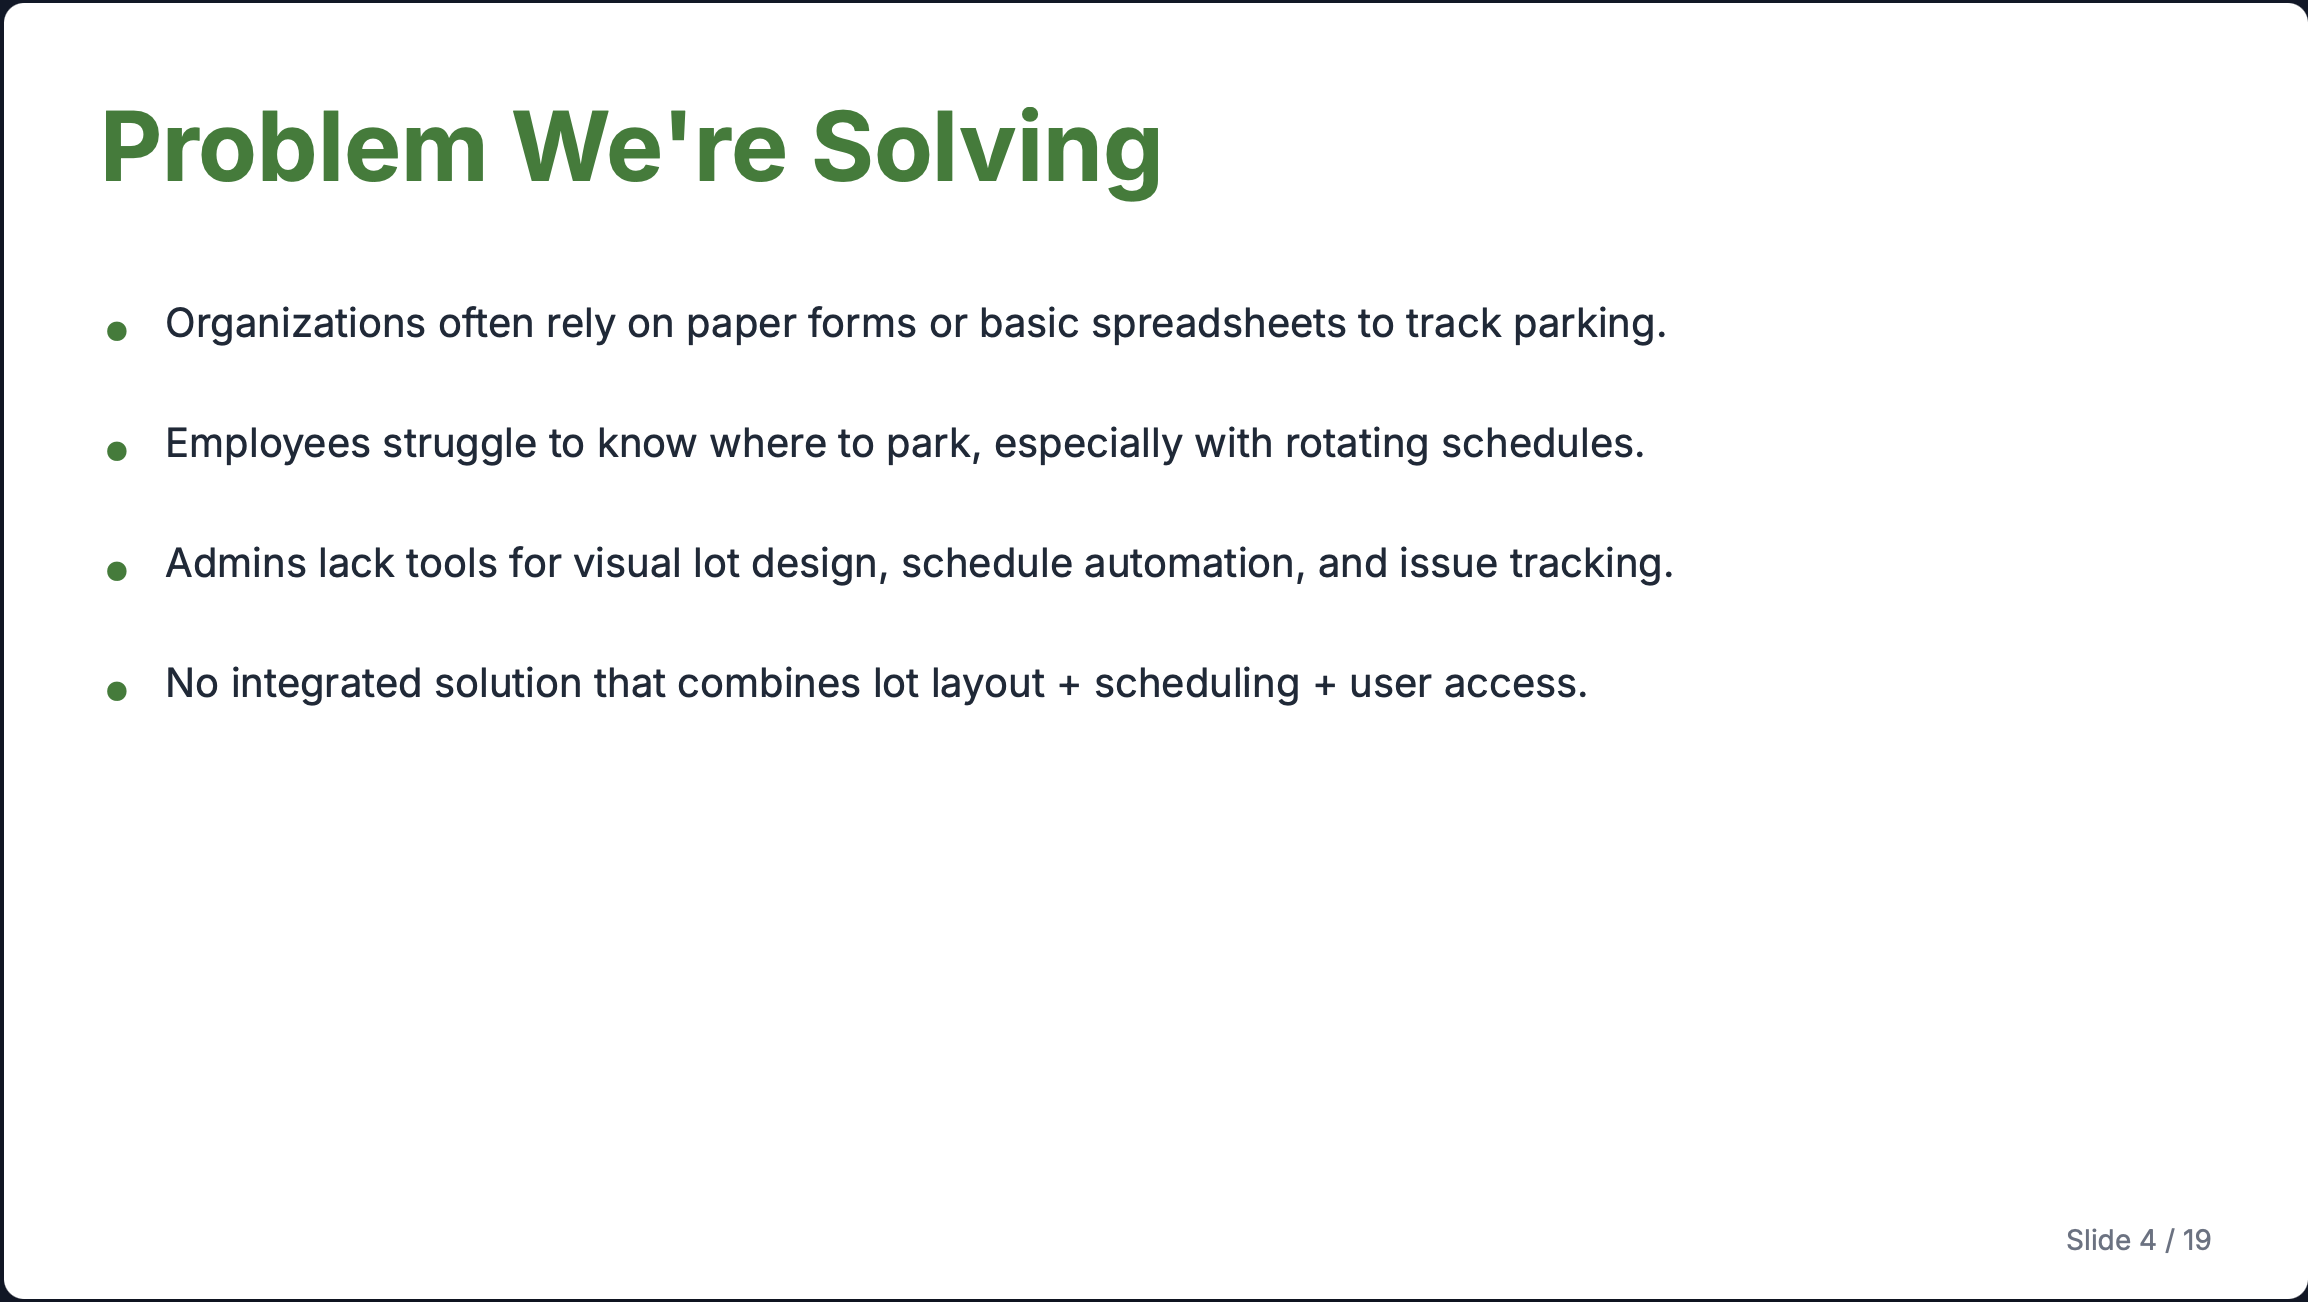 Problem We're Solving
Organizations often rely on paper forms or basic spreadsheets to track parking.
Employees struggle to know where to park, especially with rotating schedules.
Admins lack tools for visual lot design, schedule automation, and issue tracking.
No integrated solution that combines lot layout + scheduling + user access.
Slide 4 / 19